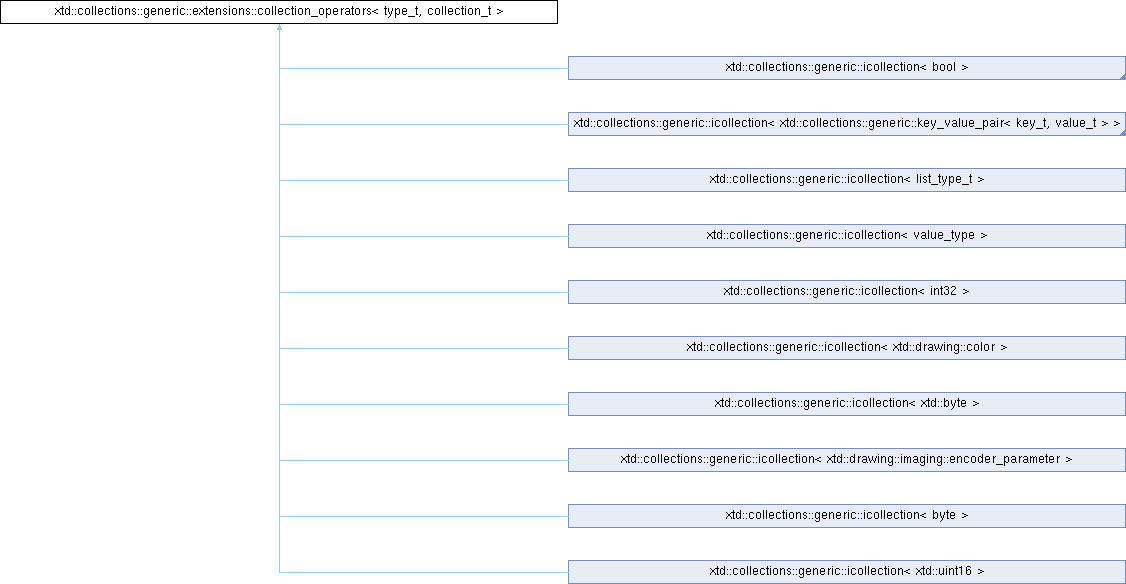 xtd::collections::generic::extensions::collection_operators< type_t, collection_t >
xtd::collections::generic::icollection< bool >
xtd::collections::generic::icollection< xtd::collections::generic::key_value_pair< key_t, value_t > >
xtd::collections::generic::icollection< list_type_t >
xtd::collections::generic::icollection< value_type >
xtd::collections::generic::icollection< int32 >
xtd::collections::generic::icollection< xtd::drawing::color >
xtd::collections::generic::icollection< xtd::byte >
xtd::collections::generic::icollection< xtd::drawing::imaging::encoder_parameter >
xtd::collections::generic::icollection< byte >
xtd::collections::generic::icollection< xtd::uint16 >